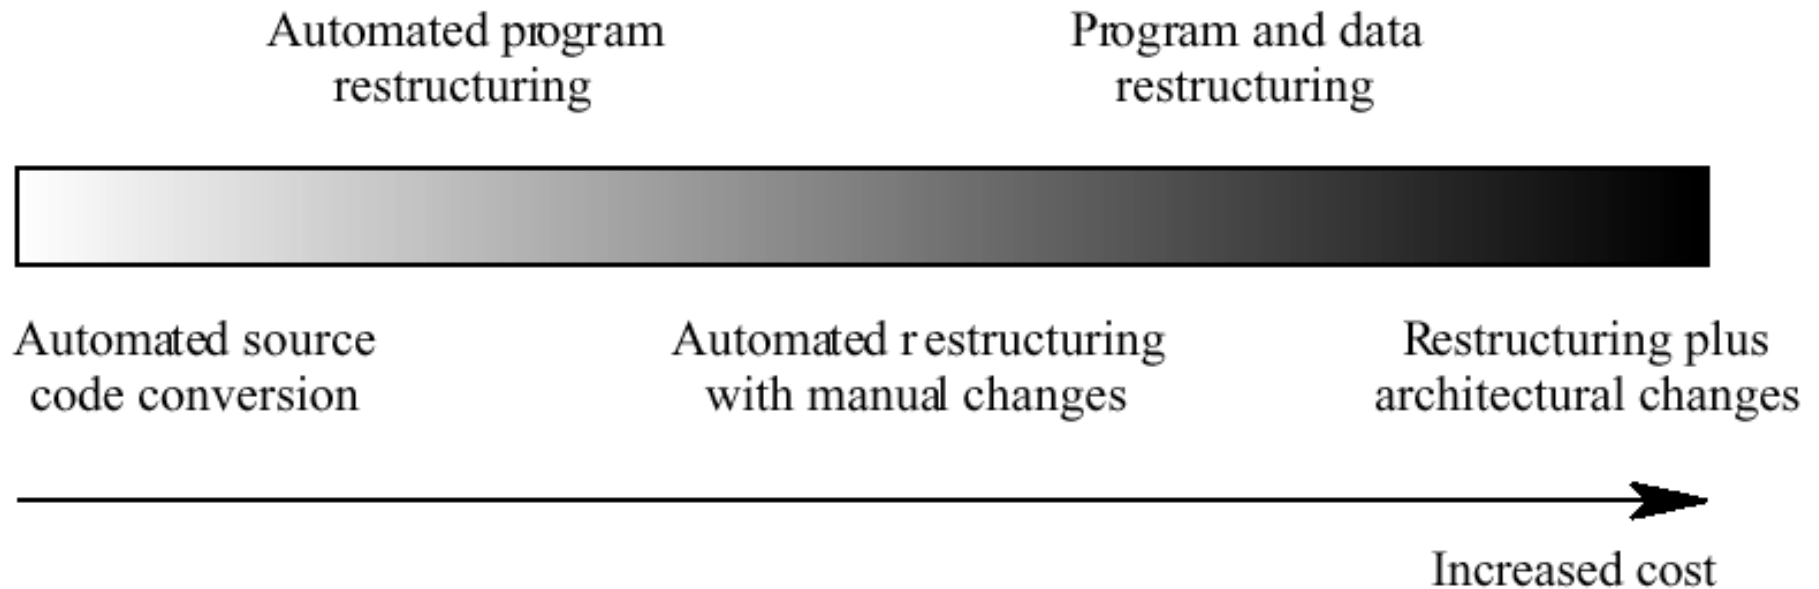 Automated program
restructuring
Program and data
restructuring
Automated source
code conversion
Automated restructuring
with manual changes
Restructuring plus
architectural changes
Increased cost